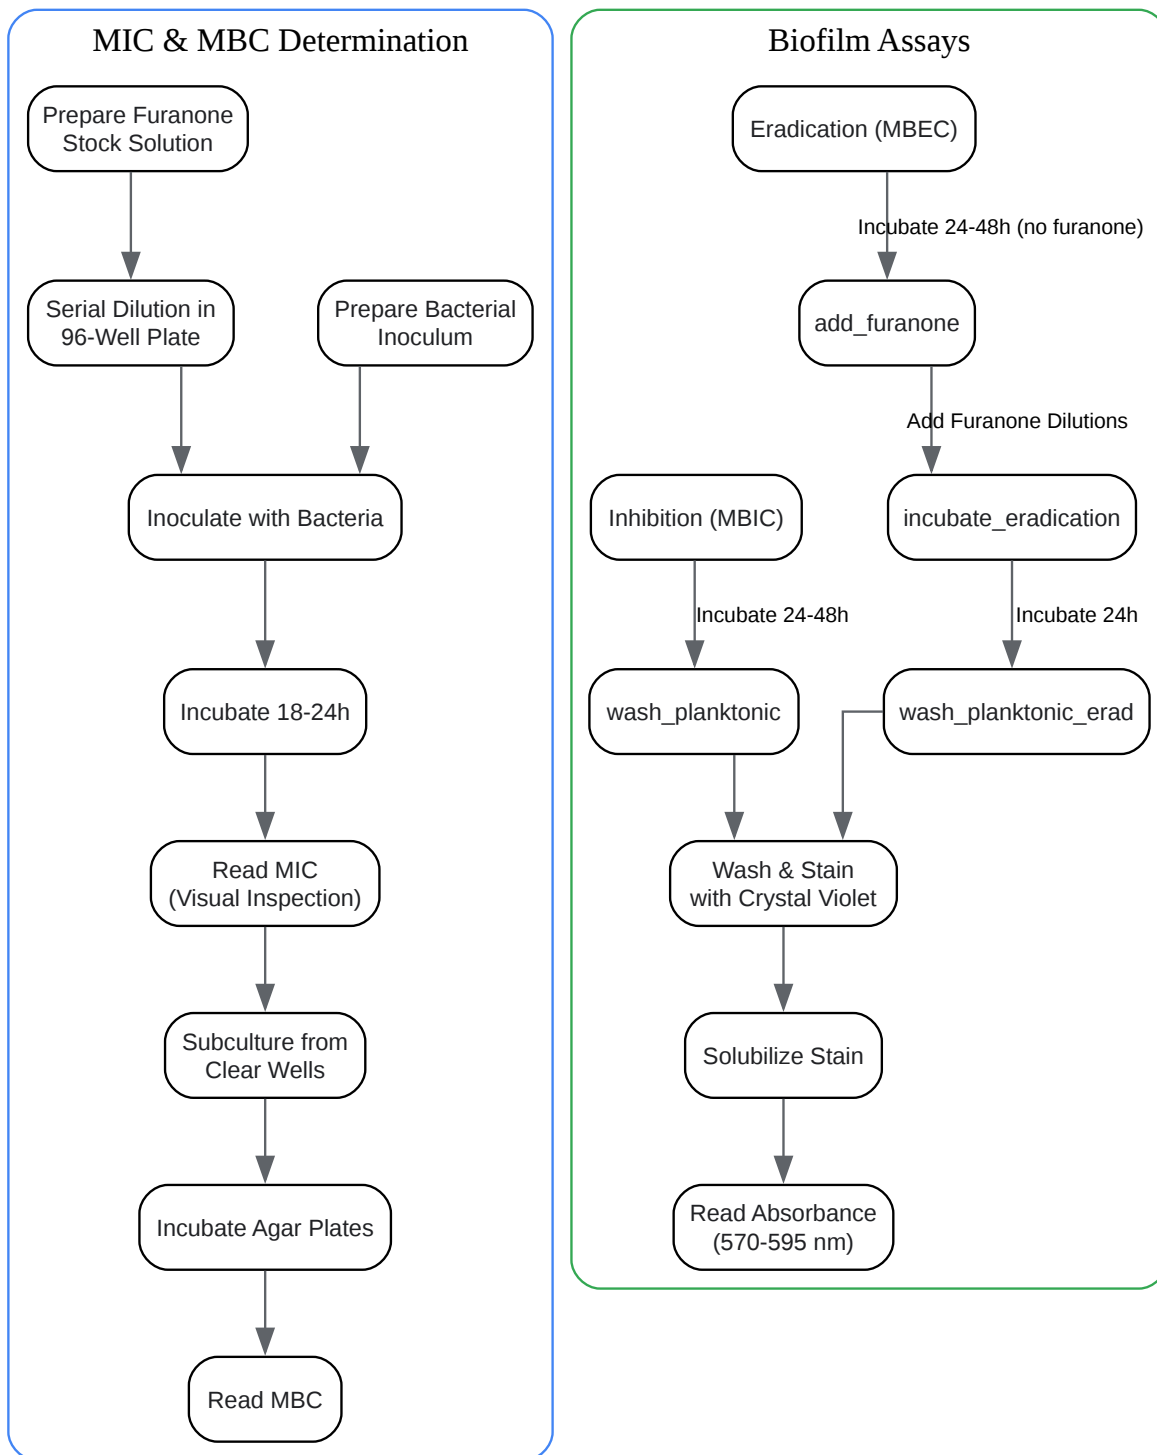 MIC & MBC Determination
Prepare Furanone
Stock Solution
Serial Dilution in
96-Well Plate
Prepare Bacterial
Inoculum
Inoculate with Bacteria
Incubate 18-24h
Read MIC
(Visual Inspection)
Subculture from
Clear Wells
Incubate Agar Plates
Read MBC
Biofilm Assays
Eradication (MBEC)
Incubate 24-48h (no furanone)
add_furanone
Add Furanone Dilutions
Inhibition (MBIC)
incubate_eradication
Incubate 24-48h
Incubate 24h
wash_planktonic
wash_planktonic_erad
Wash & Stain
with Crystal Violet
Solubilize Stain
Read Absorbance
(570-595 nm)